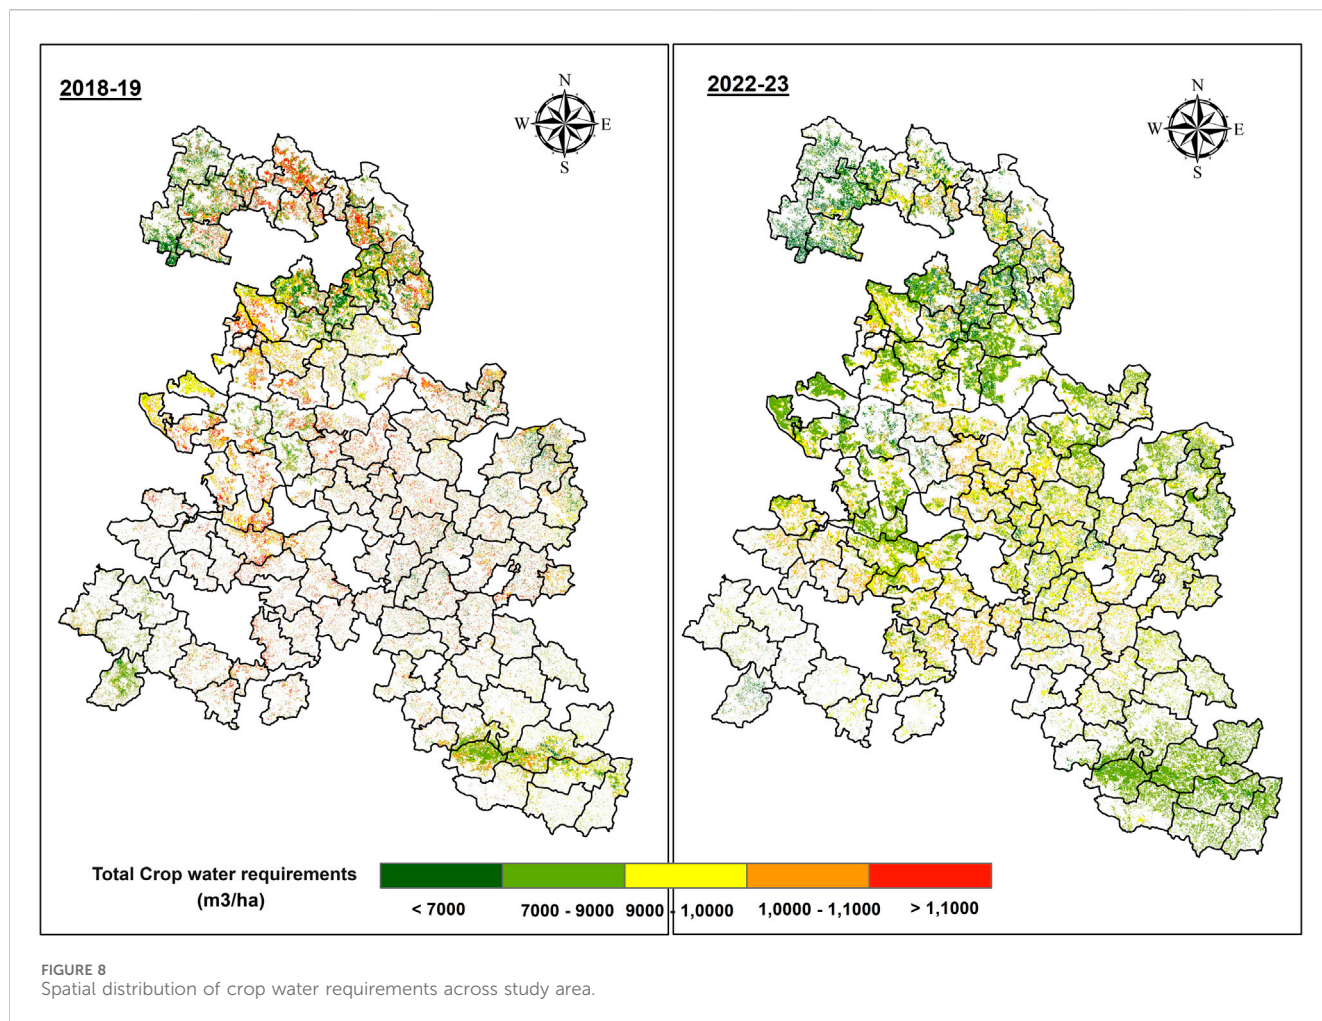 2018-19
N
W E
S
2022-23
N
W E
S
Total Crop water requirements
(m3/ha)
< 7000 7000 - 9000 9000 - 1,0000 1,0000 - 1,1000 > 1,1000
FIGURE 8
Spatial distribution of crop water requirements across study area.